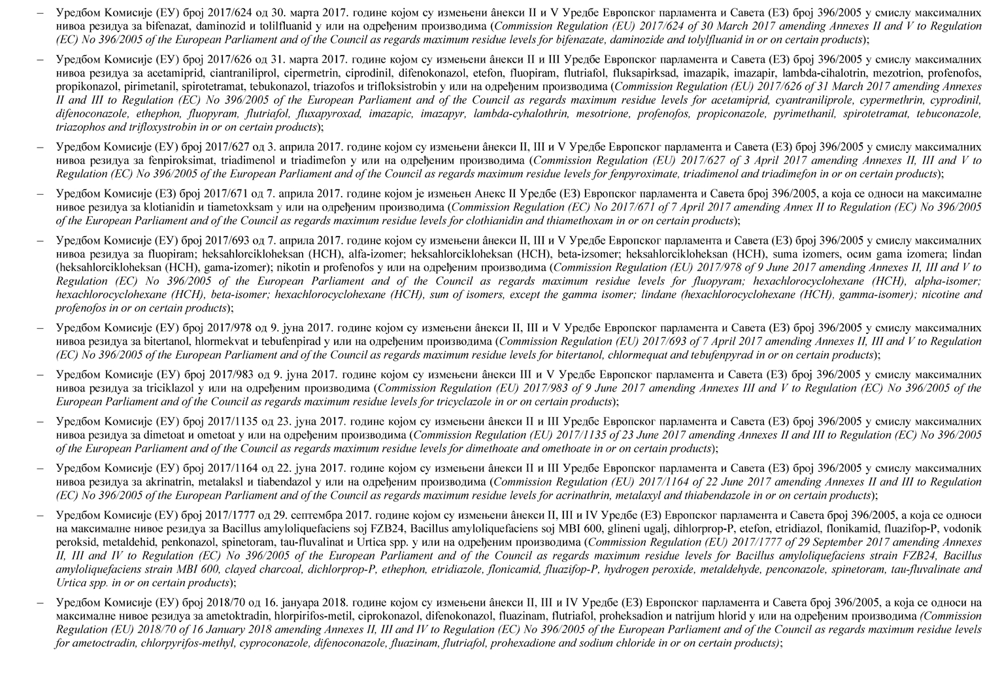 – Уредбом Комисије (ЕУ) број 2017/624 од 30. марта 2017. године којом су измењени âнекси II и V Уредбе Европског парламента и Савета (ЕЗ) број 396/2005 у смислу максималних
нивоа резидуа за bifenazat, daminozid и tolilfluanid у или на одређеним производима (Commission Regulation (EU) 2017/624 of 30 March 2017 amending Annexes II and V to Regulation
(EC) No 396/2005 of the European Parliament and of the Council as regards maximum residue levels for bifenazate, daminozide and tolylfluanid in or on certain products);
– Уредбом Комисије (ЕУ) број 2017/626 од 31. марта 2017. године којом су измењени âнекси II и III Уредбе Европског парламента и Савета (ЕЗ) број 396/2005 у смислу максималних
нивоа резидуа за acetamiprid, ciantraniliprol, cipermetrin, ciprodinil, difenokonazol, etefon, fluopiram, flutriafol, fluksapirksad, imazapik, imazapir, lambda-cihalotrin, mezotrion, profenofos,
propikonazol, pirimetanil, spirotetramat, tebukonazol, triazofos и trifloksistrobin у или на одређеним производима (Commission Regulation (EU) 2017/626 of 31 March 2017 amending Annexes
II and III to Regulation (EC) No 396/2005 of the European Parliament and of the Council as regards maximum residue levels for acetamiprid, cyantraniliprole, cypermethrin, cyprodinil,
difenoconazole, ethephon, fluopyram, flutriafol, fluxapyroxad, imazapic, imazapyr, lambda-cyhalothrin, mesotrione, profenofos, propiconazole, pyrimethanil, spirotetramat, tebuconazole,
triazophos and trifloxystrobin in or on certain products);
– Уредбом Комисије (ЕУ) број 2017/627 од 3. априла 2017. године којом су измењени âнекси II, III и V Уредбе Европског парламента и Савета (ЕЗ) број 396/2005 у смислу максималних
нивоа резидуа за fenpiroksimat, triadimenol и triadimefon у или на одређеним производима (Commission Regulation (EU) 2017/627 of 3 April 2017 amending Annexes II, III and V to
Regulation (EC) No 396/2005 of the European Parliament and of the Council as regards maximum residue levels for fenpyroximate, triadimenol and triadimefon in or on certain products);
– Уредбом Комисије (ЕЗ) број 2017/671 од 7. априла 2017. године којом је измењен Анекс II Уредбе (ЕЗ) Европског парламента и Савета број 396/2005, а која се односи на максималне
нивое резидуа за klotianidin и tiametoxksam у или на одређеним производима (Commission Regulation (EC) No 2017/671 of 7 April 2017 amending Annex II to Regulation (EC) No 396/2005
of the European Parliament and of the Council as regards maximum residue levels for clothianidin and thiamethoxam in or on certain products);
– Уредбом Комисије (ЕУ) број 2017/693 од 7. априла 2017. године којом су измењени âнекси II, III и V Уредбе Европског парламента и Савета (ЕЗ) број 396/2005 у смислу максималних
нивоа резидуа за fluopiram; heksahlorcikloheksan (HCH), alfa-izomer; heksahlorcikloheksan (HCH), beta-izsomer; heksahlorcikloheksan (HCH), suma izomers, осим gama izomera; lindan
(heksahlorcikloheksan (HCH), gama-izomer); nikotin и profenofos у или на одређеним производима (Commission Regulation (EU) 2017/978 of 9 June 2017 amending Annexes II, III and V to
Regulation (EC) No 396/2005 of the European Parliament and of the Council as regards maximum residue levels for fluopyram; hexachlorocyclohexane (HCH), alpha-isomer;
hexachlorocyclohexane (HCH), beta-isomer; hexachlorocyclohexane (HCH), sum of isomers, except the gamma isomer; lindane (hexachlorocyclohexane (HCH), gamma-isomer); nicotine and
profenofos in or on certain products);
– Уредбом Комисије (ЕУ) број 2017/978 од 9. јуна 2017. године којом су измењени âнекси II, III и V Уредбе Европског парламента и Савета (ЕЗ) број 396/2005 у смислу максималних
нивоа резидуа за bitertanol, hlormekvat и tebufenpirad у или на одређеним производима (Commission Regulation (EU) 2017/693 of 7 April 2017 amending Annexes II, III and V to Regulation
(EC) No 396/2005 of the European Parliament and of the Council as regards maximum residue levels for bitertanol, chlormequat and tebufenpyrad in or on certain products);
– Уредбом Комисије (ЕУ) број 2017/983 од 9. јуна 2017. године којом су измењени âнекси III и V Уредбе Европског парламента и Савета (ЕЗ) број 396/2005 у смислу максималних
нивоа резидуа за triciklazol у или на одређеним производима (Commission Regulation (EU) 2017/983 of 9 June 2017 amending Annexes III and V to Regulation (EC) No 396/2005 of the
European Parliament and of the Council as regards maximum residue levels for tricyclazole in or on certain products);
– Уредбом Комисије (ЕУ) број 2017/1135 од 23. јуна 2017. године којом су измењени âнекси II и III Уредбе Европског парламента и Савета (ЕЗ) број 396/2005 у смислу максималних
нивоа резидуа за dimetoat и ometoat у или на одређеним производима (Commission Regulation (EU) 2017/1135 of 23 June 2017 amending Annexes II and III to Regulation (EC) No 396/2005
of the European Parliament and of the Council as regards maximum residue levels for dimethoate and omethoate in or on certain products);
– Уредбом Комисије (ЕУ) број 2017/1164 од 22. јуна 2017. године којом су измењени âнекси II и III Уредбе Европског парламента и Савета (ЕЗ) број 396/2005 у смислу максималних
нивоа резидуа за akrinatrin, metalaksl и tiabendazol у или на одређеним производима (Commission Regulation (EU) 2017/1164 of 22 June 2017 amending Annexes II and III to Regulation
(EC) No 396/2005 of the European Parliament and of the Council as regards maximum residue levels for acrinathrin, metalaxyl and thiabendazole in or on certain products);
– Уредбом Комисије (ЕУ) број 2017/1777 од 29. септембра 2017. године којом су измењени âнекси II, III и IV Уредбе (ЕЗ) Европског парламента и Савета број 396/2005, а која се односи
на максималне нивое резидуа за Bacillus amyloliquefaciens soj FZB24, Bacillus amyloliquefaciens soj MBI 600, glineni ugalj, dihlorprop-P, etefon, etridiazol, flonikamid, fluazifop-P, vodonik
peroksid, metaldehid, penkonazol, spinetoram, tau-fluvalinat и Urtica spp. у или на одређеним производима (Commission Regulation (EU) 2017/1777 of 29 September 2017 amending Annexes
II, III and IV to Regulation (EC) No 396/2005 of the European Parliament and of the Council as regards maximum residue levels for Bacillus amyloliquefaciens strain FZB24, Bacillus
amyloliquefaciens strain MBI 600, clayed charcoal, dichlorprop-P, ethephon, etridiazole, flonicamid, fluazifop-P, hydrogen peroxide, metaldehyde, penconazole, spinetoram, tau-fluvalinate and
Urtica spp. in or on certain products);
– Уредбом Комисије (ЕУ) број 2018/70 од 16. јануара 2018. године којом су измењени âнекси II, III и IV Уредбе (ЕЗ) Европског парламента и Савета број 396/2005, а која се односи на
максималне нивое резидуа за ametoktradin, hlorpirifos-metil, ciprokonazol, difenokonazol, fluazinam, flutriafol, proheksadion и natrijum hlorid у или на одређеним производима (Commission
Regulation (EU) 2018/70 of 16 January 2018 amending Annexes II, III and IV to Regulation (EC) No 396/2005 of the European Parliament and of the Council as regards maximum residue levels
for ametoctradin, chlorpyrifos-methyl, cyproconazole, difenoconazole, fluazinam, flutriafol, prohexadione and sodium chloride in or on certain products);